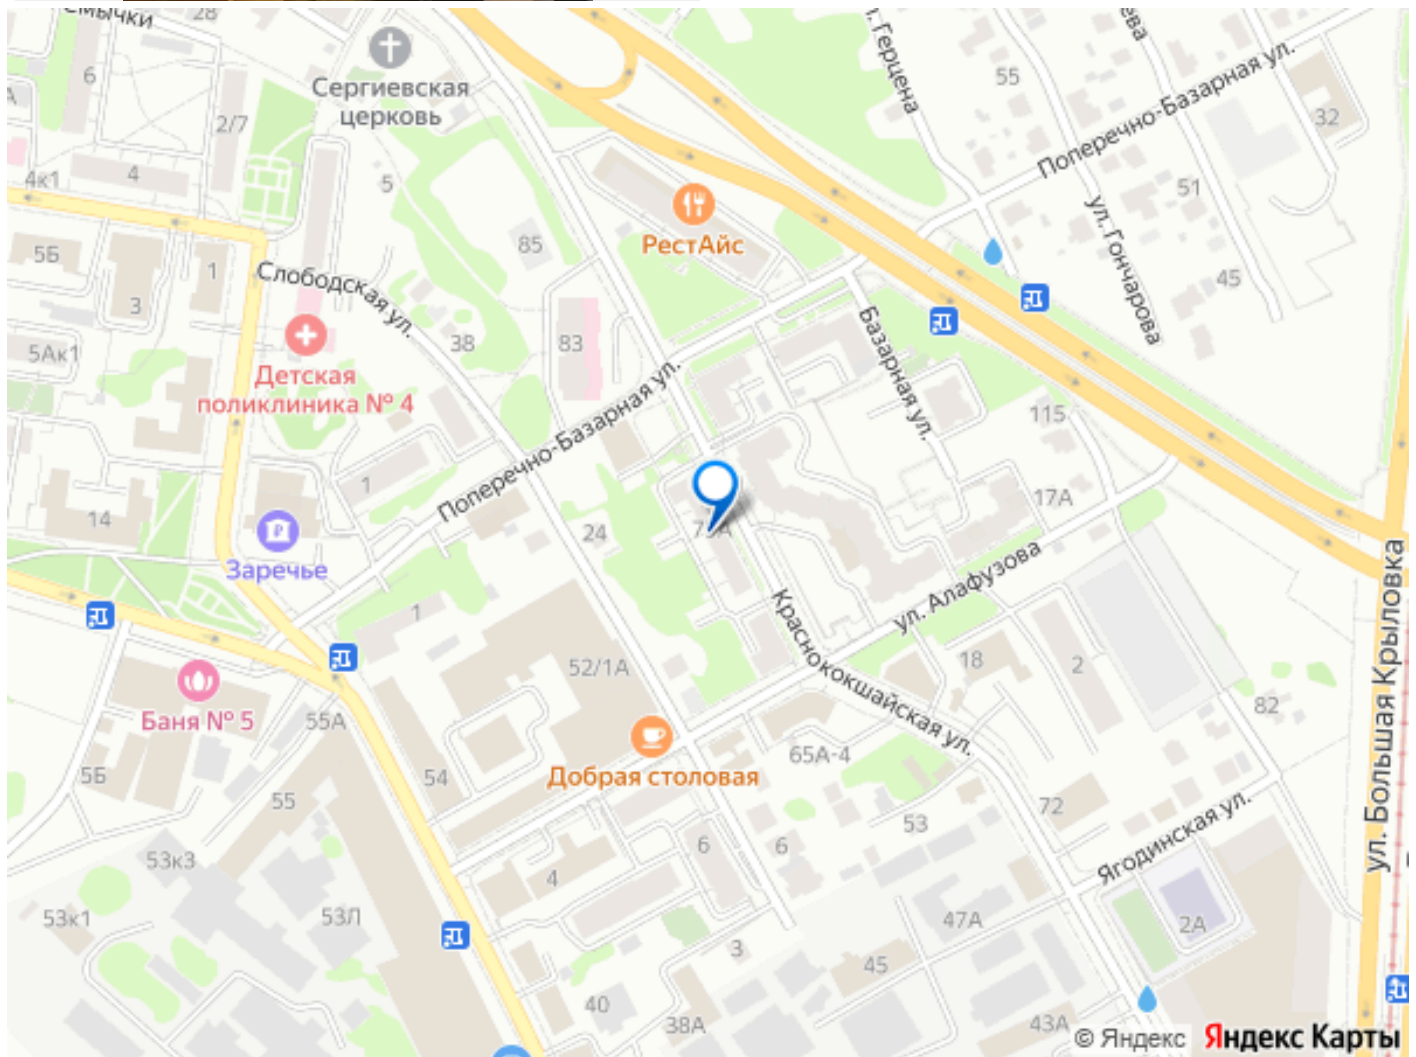 Смычки
28
6
Сергиевская
церковь
2/7
4к1
4
5
5Б
1
3
Слободская ул.
85
РестАйс
ул. Герцена
55
Поперечно-Базарная ул.
32
51
ул. Гончарова
45
5Ак1
38
83
Детская
поликлиника № 4
Базарная ул.
115
17А
1
Поперечно-Базарная ул.
14
24
Заречье
ул. Алафузова
Краснококшайская ул.
1
52/1А
18
2
82
ул. Большая Крыловка
Баня № 5
55А
5Б
54
55
Добрая столовая
65А-4
72
53
Ягодинская ул.
53к3
4
6
6
53к1
53Л
47А
2А
3
45
40
38А
43А
© Яндекс
Яндекс Карты